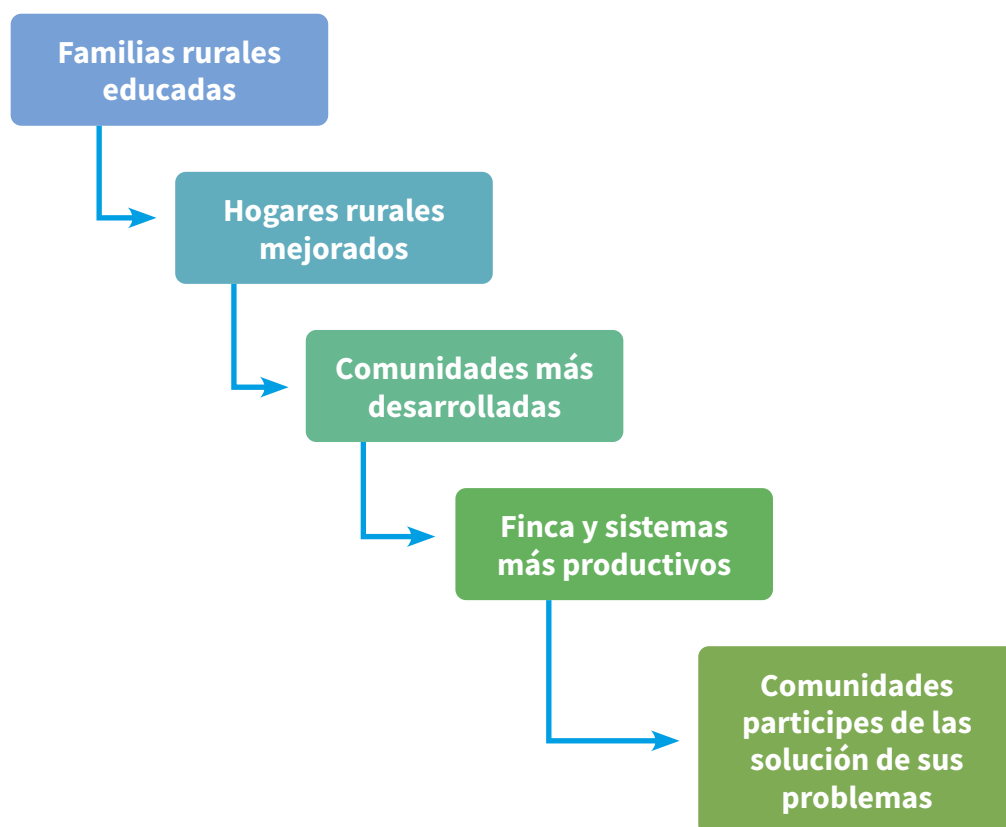 Familias rurales
educadas
Hogares rurales
mejorados
Comunidades más
desarrolladas
Finca y sistemas
más productivos
Comunidades
participes de las
solución de sus
problemas